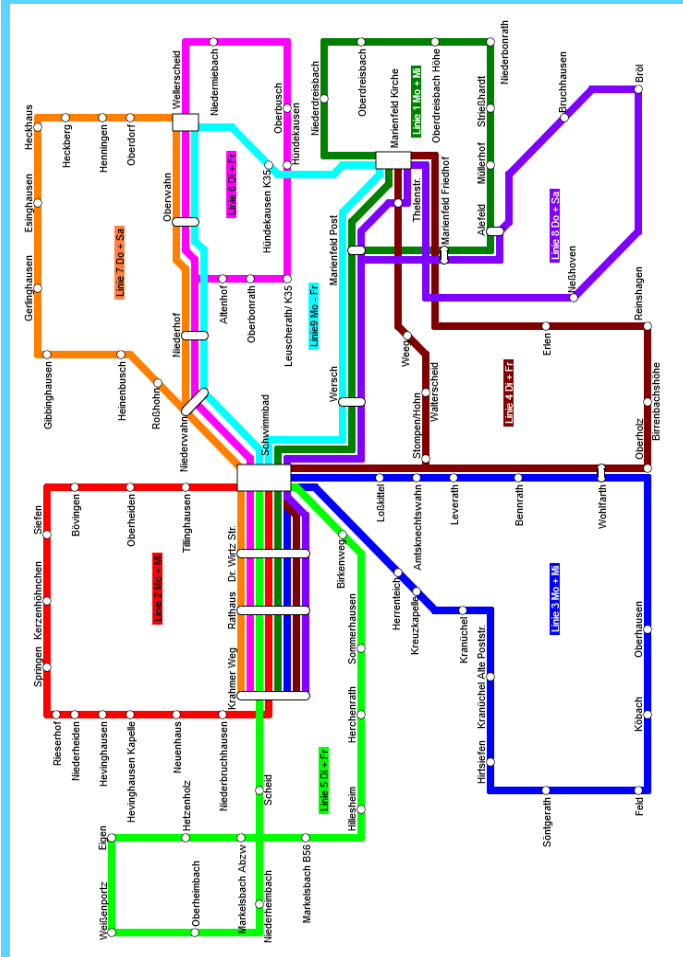 Heckhaus
Heckberg
Henningen
Oberdorf
Esinghausen
Gerlinghausen
Gibbinghausen
Heinenbusch
Roßhohn
Niederwahn
Linie 7 Do + Sa
Oberwahn
Niederhof
Wellerscheid
Niedermiebach
Oberbusch
Hündekausen
Linie 6 Di + Fr
Hündekausen K35
Altenhof
Oberbonrath
Leuscherath/ K35
Linie9 Mo - Fr
Niederdreisbach
Oberdreisbach
Oberdreisbach Höhe
Niederbonrath
Marienfeld Kirche
Linie 1 Mo + Mi
Strießhardt
Müllerhof
Alefeld
Thelenstr.
Marienfeld Friedhof
Marienfeld Post
Wersch
Schwimmbad
Bruchhausen
Bröl
Linie 8 Do + Sa
Neßhoven
Reinshagen
Erlen
Weeg
Walterscheid
Stompen/Hohn
Linie 4 Di + Fr
Birrenbachshöhe
Oberholz
Wohlfarth
Bennrath
Leverath
Amtsknechtswahn
Loßkittel
Siefen
Bövingen
Oberheiden
Tillinghausen
Kerzenhöhnchen
Springen
Linie 2 Mo + Mi
Rieserhof
Niederheiden
Hevinghausen
Hevinghausen Kapelle
Neuenhaus
Niederbruchhausen
Dr. Wirtz Str.
Rathaus
Krahmer Weg
Birkenweg
Sommerhausen
Herchenrath
Hillesheim
Linie 5 Di + Fr
Scheid
Eigen
Hetzenholz
Markelsbach Abzw
Markelsbach B56
Weißenportz
Oberheimbach
Niederheimbach
Herrenteich
Kreuzkapelle
Kranüchel
Kranüchel Alte Poststr.
Hirtsiefen
Söntgerath
Feld
Köbach
Oberhausen
Linie 3 Mo + Mi